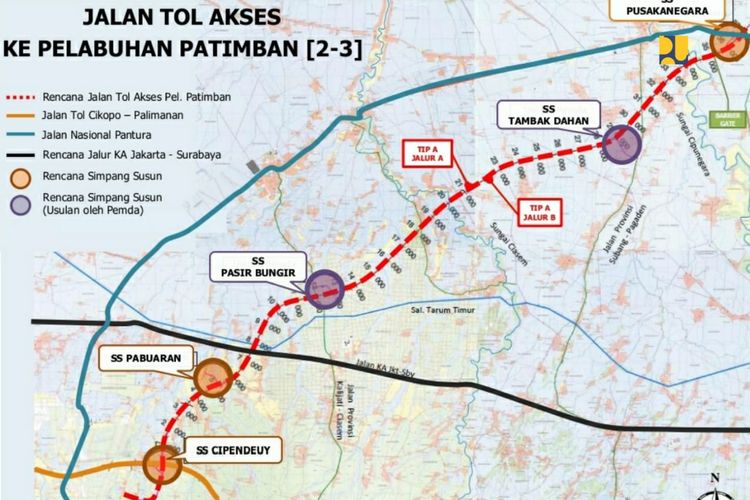 JALAN TOL AKSES
KE PELABUHAN PATIMBAN [2-3]
Rencana Jalan Tol Akses Pel. Patimban
Jalan Tol Cikopo – Palimanan
Jalan Nasional Pantura
Rencana Jalur KA Jakarta - Surabaya
Rencana Simpang Susun
Rencana Simpang Susun
(Usulan oleh Pemda)
SS
PUSAKANEGARA
BARRIER
GATE
SS
TAMBAK DAHAN
TIP A
JALUR A
TIP A
JALUR B
Sungai Cipunegara
Sungai Ciasem
Jalan Provinsi
Subang - Pagaden
SS
PASIR BUNGIR
Sal. Tarum Timur
SS PABUARAN
Jalan KA Jkt-Sby
Jalan Provinsi
Kalijati - Ciasem
SS CIPENDEUY
N